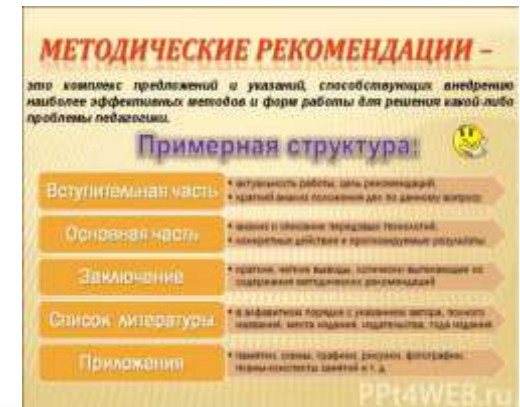 МЕТОДИЧЕСКИЕ РЕКОМЕНДАЦИИ –
это комплекс предложений и указаний, способствующих внедрению
наиболее эффективных методов и форм работы для решения какой-либо
проблемы педагогики.
Примерная структура:
Вступительная часть
• актуальность работы, цель рекомендаций,
• краткий анализ положения дел по данному вопросу
Основная часть
• анализ и описание передовых технологий,
• конкретные действия и прогнозируемые результаты
Заключение
• краткие, четкие выводы, логически вытекающие из
содержания методических рекомендаций
Список литературы
• в алфавитном порядке с указанием автора, полного
названия, места издания, издательства, года издания
Приложения
• памятки, схемы, графики, рисунки, фотографии,
планы-конспекты занятий и т. д.
PPt4WEB.ru